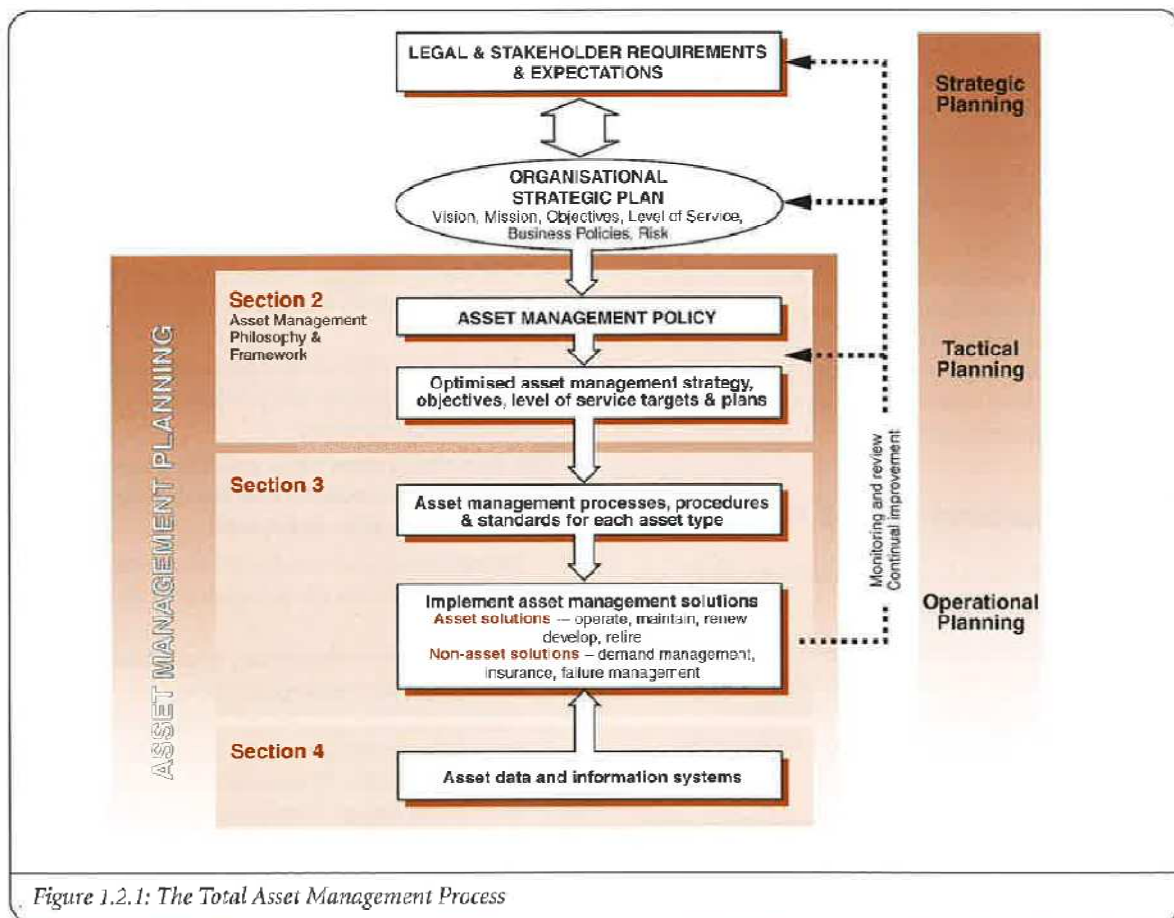 LEGAL & STAKEHOLDER REQUIREMENTS
& EXPECTATIONS
Strategic
Planning
ORGANISATIONAL
STRATEGIC PLAN
Vision, Mission, Objectives, Level of Service,
Business Policies, Risk
ASSET MANAGEMENT PLANNING
Section 2
Asset Management
Philosophy &
Framework
ASSET MANAGEMENT POLICY
Optimised asset management strategy,
objectives, level of service targets & plans
Tactical
Planning
Section 3
Asset management processes, procedures
& standards for each asset type
Monitoring and review
Continual improvement
Implement asset management solutions
Asset solutions — operate, maintain, renew
develop, retire
Non-asset solutions – demand management,
insurance, failure management
Operational
Planning
Section 4
Asset data and information systems
Figure 1.2.1: The Total Asset Management Process